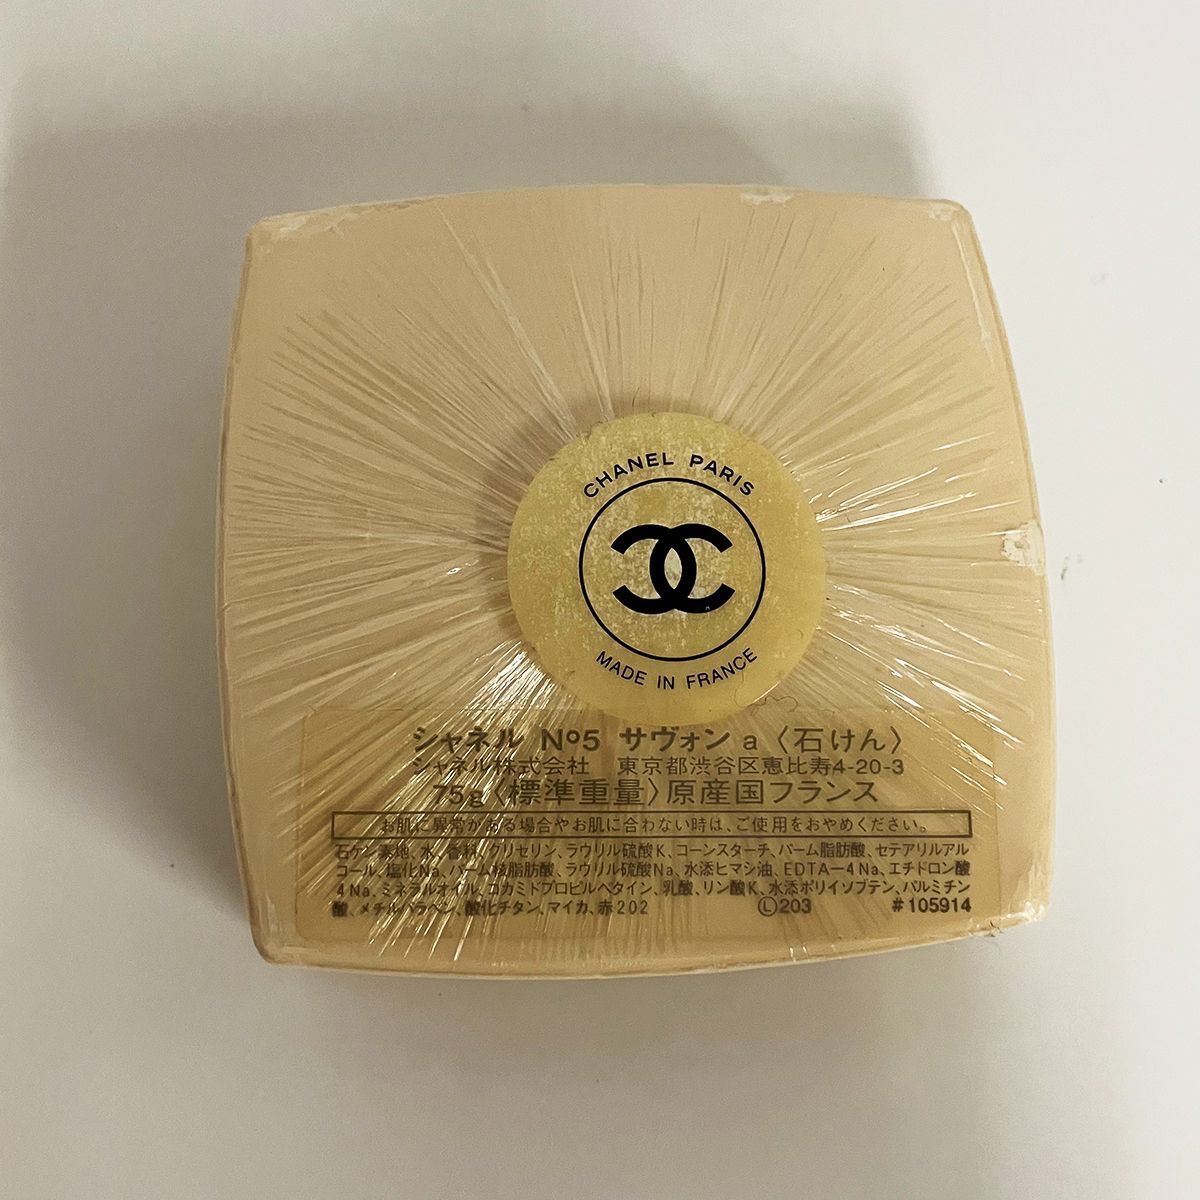 CHANEL PARIS
MADE IN FRANCE
シャネル Nº5 サヴォン a 〈石けん〉
シャネル株式会社 東京都渋谷区恵比寿4-20-3
75g〈標準重量〉原産国フランス
お肌に異常がある場合やお肌に合わない時は、ご使用をおやめください。
石ケン素地、水、香料、グリセリン、ラウリル硫酸K、コーンスターチ、パーム脂肪酸、セテアリルアル
コール、塩化Na、パーム核脂肪酸、ラウリル硫酸Na、水添ヒマシ油、EDTA－4Na、エチドロン酸
4Na、ミネラルオイル、コカミドプロピルベタイン、乳酸、リン酸K、水添ポリイソブテン、パルミチン
酸、メチルパラベン、酸化チタン、マイカ、赤202 Ⓛ203 #105914